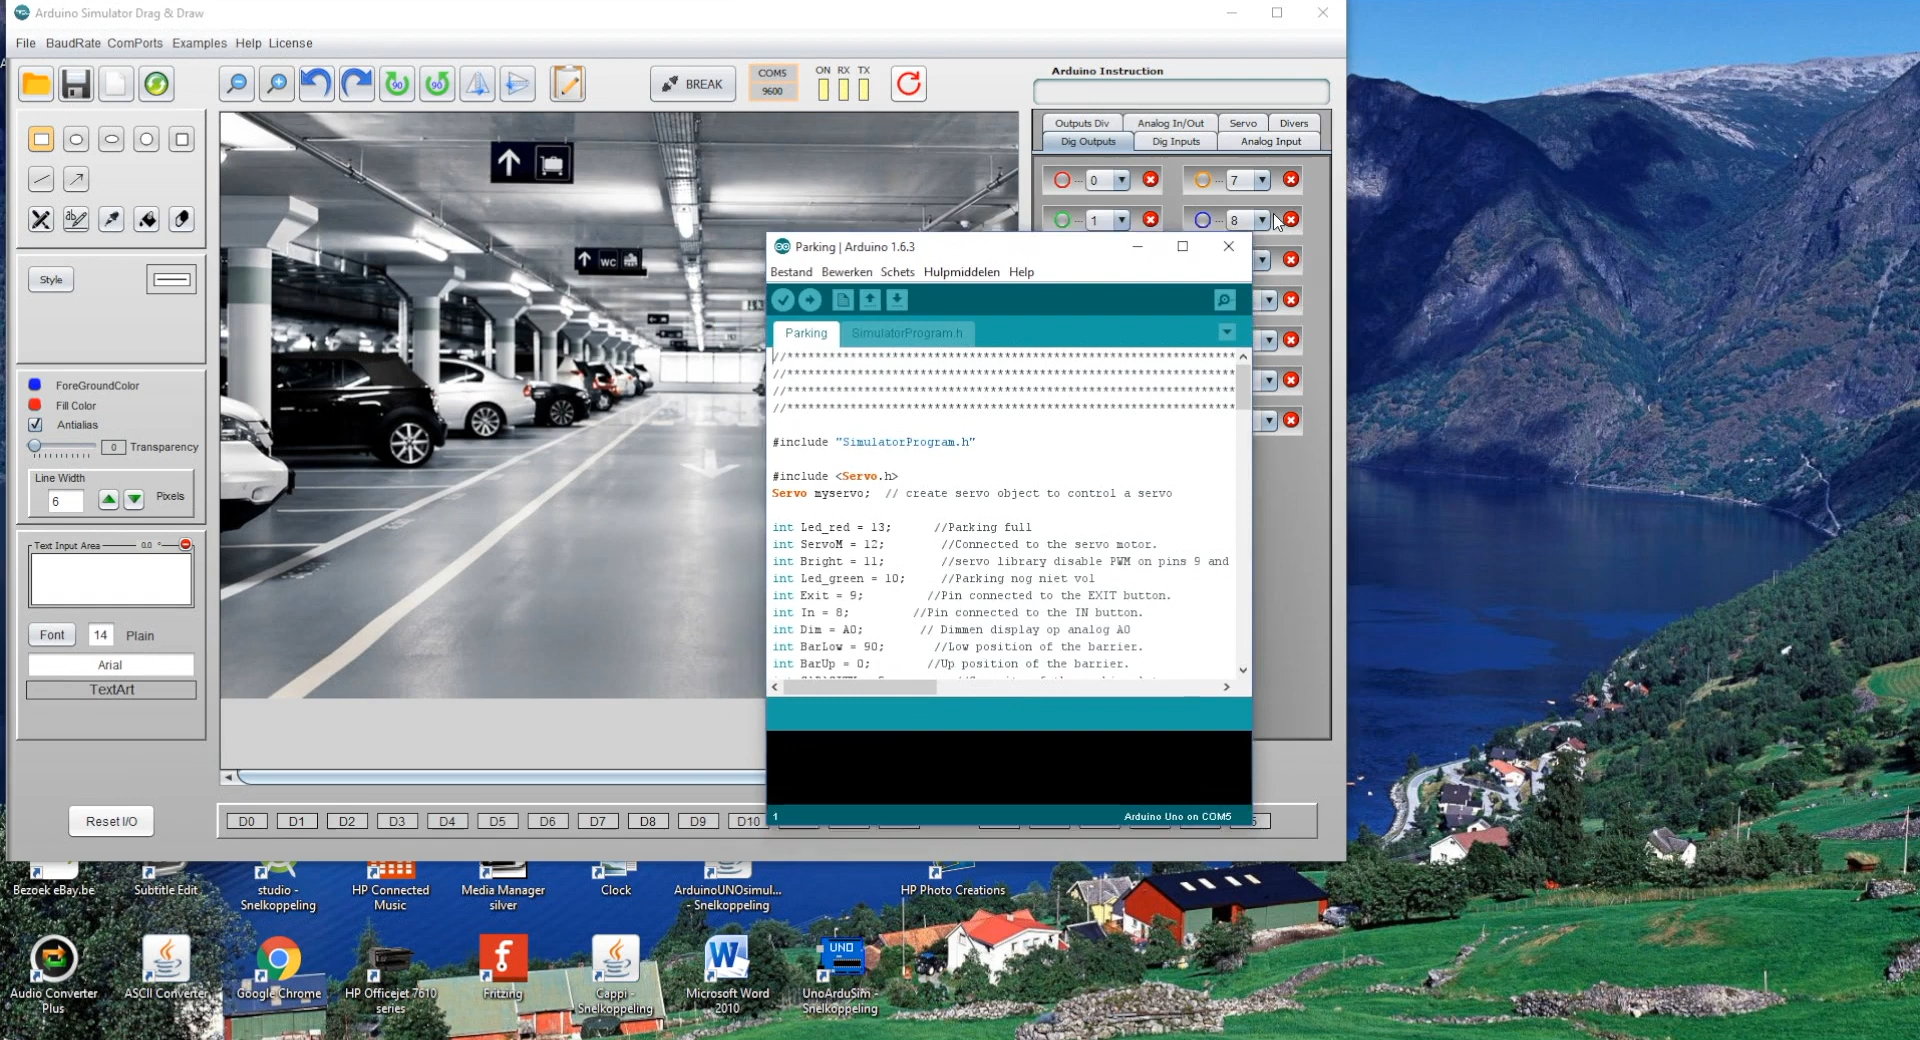 Arduino Simulator Drag & Draw
File BaudRate ComPorts Examples Help License
BREAK
COM5
9600
ON RX TX
Arduino Instruction
90
90
Outputs Div Analog In/Out Servo Divers
Dig Outputs Dig Inputs Analog Input
0
7
1
8
WC
Style
ForeGroundColor
Fill Color
Antialias
0 Transparency
Line Width
6 Pixels
Text Input Area 0.0 °
Font 14 Plain
Arial
TextArt
Reset I/O
D0 D1 D2 D3 D4 D5 D6 D7 D8 D9 D10
Parking | Arduino 1.6.3
Bestand Bewerken Schets Hulpmiddelen Help
Parking SimulatorProgram.h
#include "SimulatorProgram.h"
#include <Servo.h>
Servo myservo; // create servo object to control a servo
int Led_red = 13; //Parking full
int ServoM = 12; //Connected to the servo motor.
int Bright = 11; //servo library disable PWM on pins 9 and
int Led_green = 10; //Parking nog niet vol
int Exit = 9; //Pin connected to the EXIT button.
int In = 8; //Pin connected to the IN button.
int Dim = A0; // Dimmen display op analog A0
int BarLow = 90; //Low position of the barrier.
int BarUp = 0; //Up position of the barrier.
1 Arduino Uno on COM5
Bezoek eBay.be
Subtitle Edit
studio - Snelkoppeling
HP Connected Music
Media Manager silver
Clock
ArduinoUNOsimul... - Snelkoppeling
HP Photo Creations
Audio Converter Plus
ASCII Converter
Google Chrome
HP Officejet 7610 series
Fritzing
Cappi - Snelkoppeling
Microsoft Word 2010
UNO
UnoArduSim - Snelkoppeling